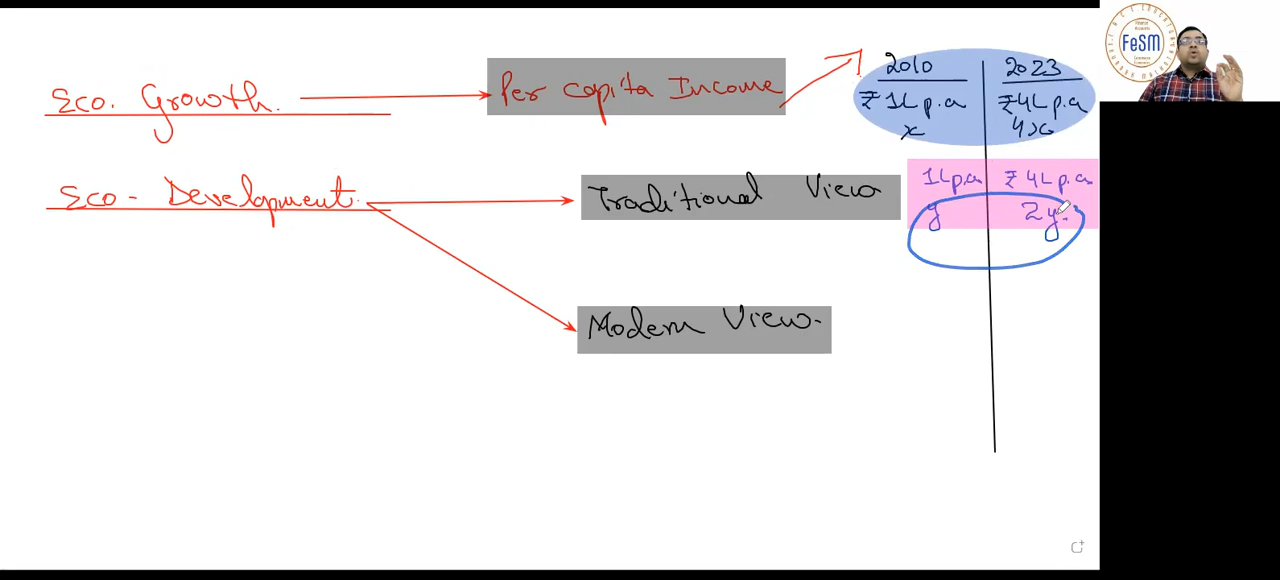 Eco. Growth.
Per capita Income
2010
2023
₹ 1L p.a
₹ 4L p.a
x
4x
Eco - Development.
Traditional View
1L p.a
₹ 4L p.a.
y
2y.
Modern View.
FeSM